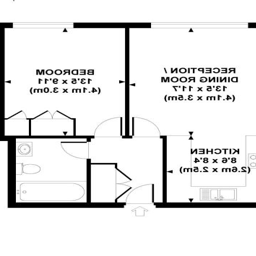 BEDROOM
13'5 x 9'11
(4.1m x 3.0m)
RECEPTION /
DINING ROOM
13'5 x 11'7
(4.1m x 3.5m)
KITCHEN
8'6 x 8'4
(2.6m x 2.5m)